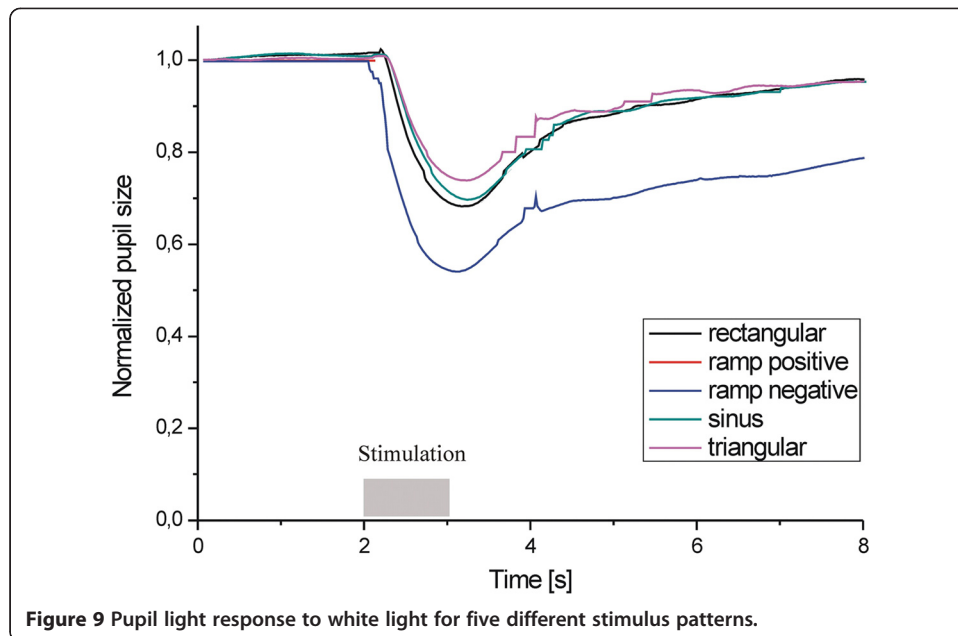 1,0
0,8
0,6
0,4
0,2
0,0
Normalized pupil size
rectangular
ramp positive
ramp negative
sinus
triangular
Stimulation
0 2 4 6 8
Time [s]
Figure 9 Pupil light response to white light for five different stimulus patterns.